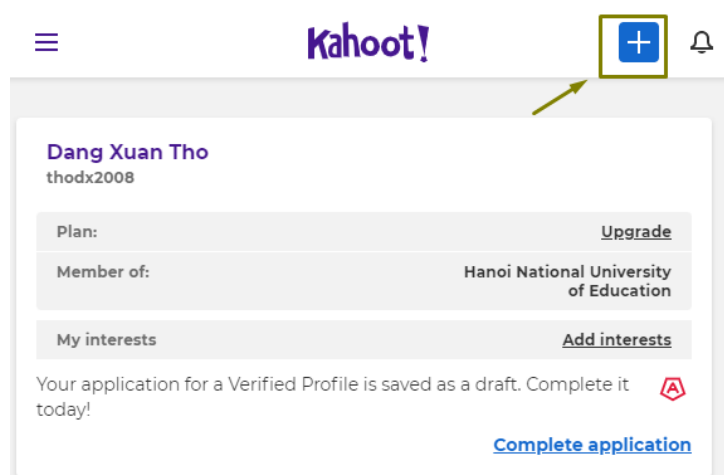 Kahoot!
Dang Xuan Tho
thodx2008
Plan: Upgrade
Member of: Hanoi National University
of Education
My interests Add interests
Your application for a Verified Profile is saved as a draft. Complete it
today!
Complete application